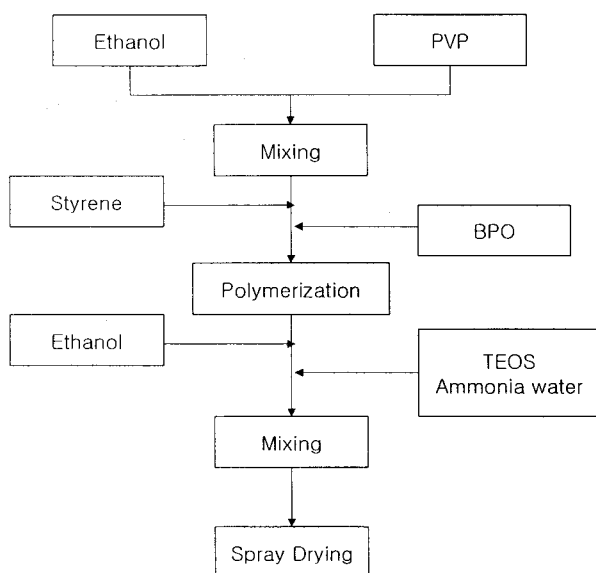 Ethanol
PVP
Mixing
Styrene
BPO
Polymerization
Ethanol
TEOS
Ammonia water
Mixing
Spray Drying